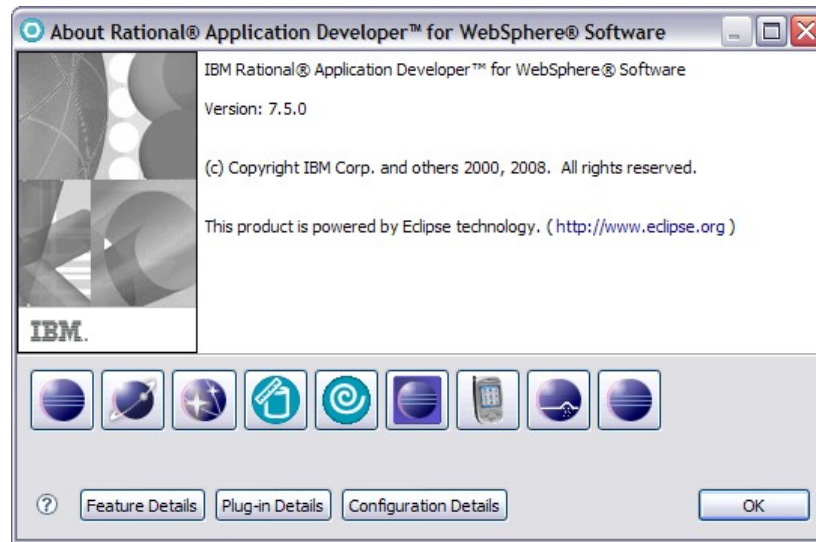 About Rational® Application Developer™ for WebSphere® Software
IBM Rational® Application Developer™ for WebSphere® Software
Version: 7.5.0
(c) Copyright IBM Corp. and others 2000, 2008.  All rights reserved.
This product is powered by Eclipse technology. ( http://www.eclipse.org )
IBM.
?
Feature Details
Plug-in Details
Configuration Details
OK